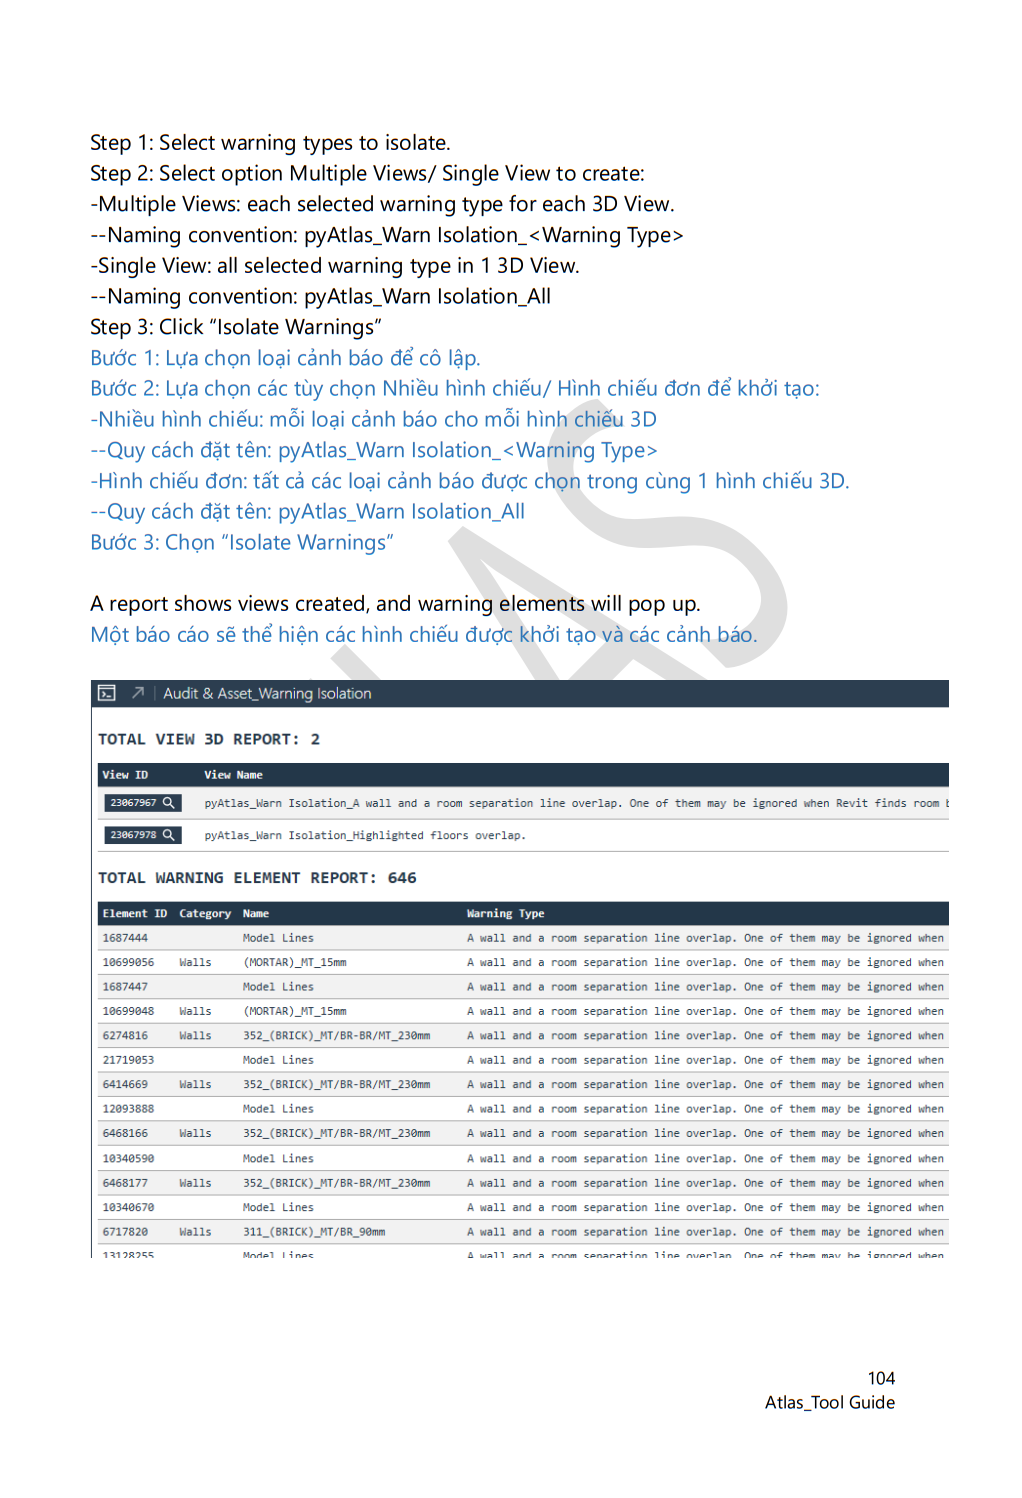 Step 1: Select warning types to isolate.
Step 2: Select option Multiple Views/ Single View to create:
-Multiple Views: each selected warning type for each 3D View.
--Naming convention: pyAtlas_Warn Isolation_<Warning Type>
-Single View: all selected warning type in 1 3D View.
--Naming convention: pyAtlas_Warn Isolation_All
Step 3: Click “Isolate Warnings”
Bước 1: Lựa chọn loại cảnh báo để cô lập.
Bước 2: Lựa chọn các tùy chọn Nhiều hình chiếu/ Hình chiếu đơn để khởi tạo:
-Nhiều hình chiếu: mỗi loại cảnh báo cho mỗi hình chiếu 3D
--Quy cách đặt tên: pyAtlas_Warn Isolation_<Warning Type>
-Hình chiếu đơn: tất cả các loại cảnh báo được chọn trong cùng 1 hình chiếu 3D.
--Quy cách đặt tên: pyAtlas_Warn Isolation_All
Bước 3: Chọn “Isolate Warnings”
A report shows views created, and warning elements will pop up.
Một báo cáo sẽ thể hiện các hình chiếu được khởi tạo và các cảnh báo.
Audit & Asset_Warning Isolation
TOTAL VIEW 3D REPORT: 2
View ID View Name
23067967 pyAtlas_Warn Isolation_A wall and a room separation line overlap. One of them may be ignored when Revit finds room
23067978 pyAtlas_Warn Isolation_Highlighted floors overlap.
TOTAL WARNING ELEMENT REPORT: 646
Element ID Category Name Warning Type
1687444 Model Lines A wall and a room separation line overlap. One of them may be ignored when
10699056 Walls (MORTAR)_MT_15mm A wall and a room separation line overlap. One of them may be ignored when
1687447 Model Lines A wall and a room separation line overlap. One of them may be ignored when
10699048 Walls (MORTAR)_MT_15mm A wall and a room separation line overlap. One of them may be ignored when
6274816 Walls 352_(BRICK)_MT/BR-BR/MT_230mm A wall and a room separation line overlap. One of them may be ignored when
21719053 Model Lines A wall and a room separation line overlap. One of them may be ignored when
6414669 Walls 352_(BRICK)_MT/BR-BR/MT_230mm A wall and a room separation line overlap. One of them may be ignored when
12093888 Model Lines A wall and a room separation line overlap. One of them may be ignored when
6468166 Walls 352_(BRICK)_MT/BR-BR/MT_230mm A wall and a room separation line overlap. One of them may be ignored when
10340590 Model Lines A wall and a room separation line overlap. One of them may be ignored when
6468177 Walls 352_(BRICK)_MT/BR-BR/MT_230mm A wall and a room separation line overlap. One of them may be ignored when
10340670 Model Lines A wall and a room separation line overlap. One of them may be ignored when
6717820 Walls 311_(BRICK)_MT/BR_90mm A wall and a room separation line overlap. One of them may be ignored when
13128255 Model Lines A wall and a room separation line overlap. One of them may be ignored when
104
Atlas_Tool Guide